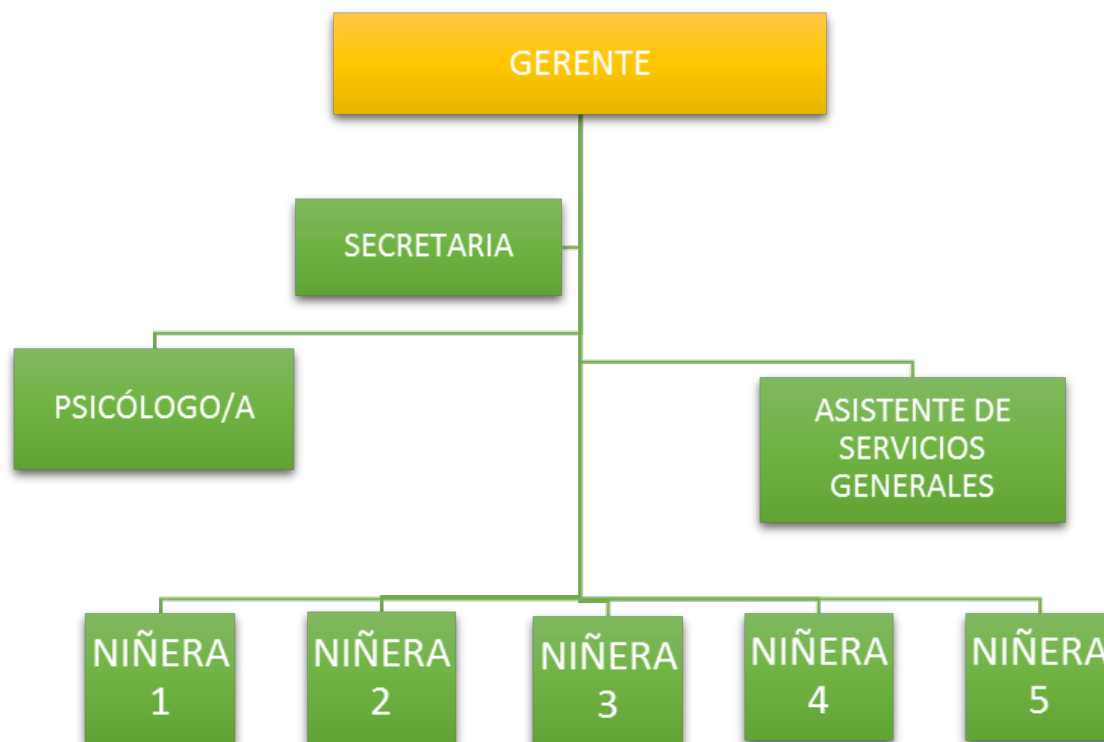 GERENTE
SECRETARIA
PSICÓLOGO/A
ASISTENTE DE
SERVICIOS
GENERALES
NIÑERA
1
NIÑERA
2
NIÑERA
3
NIÑERA
4
NIÑERA
5